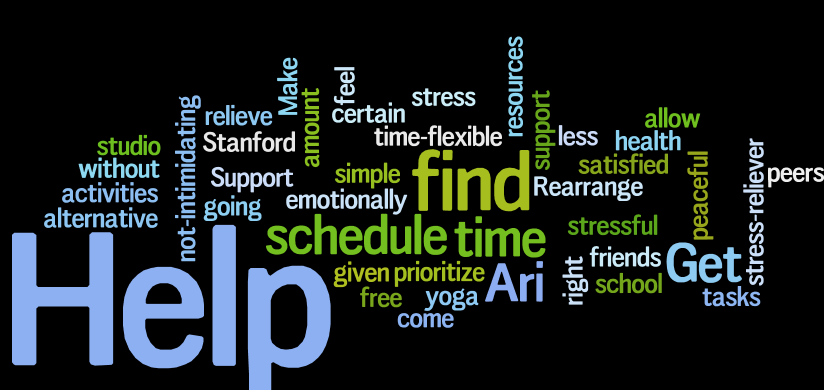 Make
feel
stress
resources
amount
certain
relieve
not-intimidating
Stanford
time-flexible
support
less
allow
health
studio
without
activities
alternative
Support
going
simple
emotionally
find
satisfied
Rearrange
peaceful
stress-reliever
peers
schedule
time
stressful
Help
given
prioritize
Ari
right
friends
school
Get
tasks
free
yoga
come